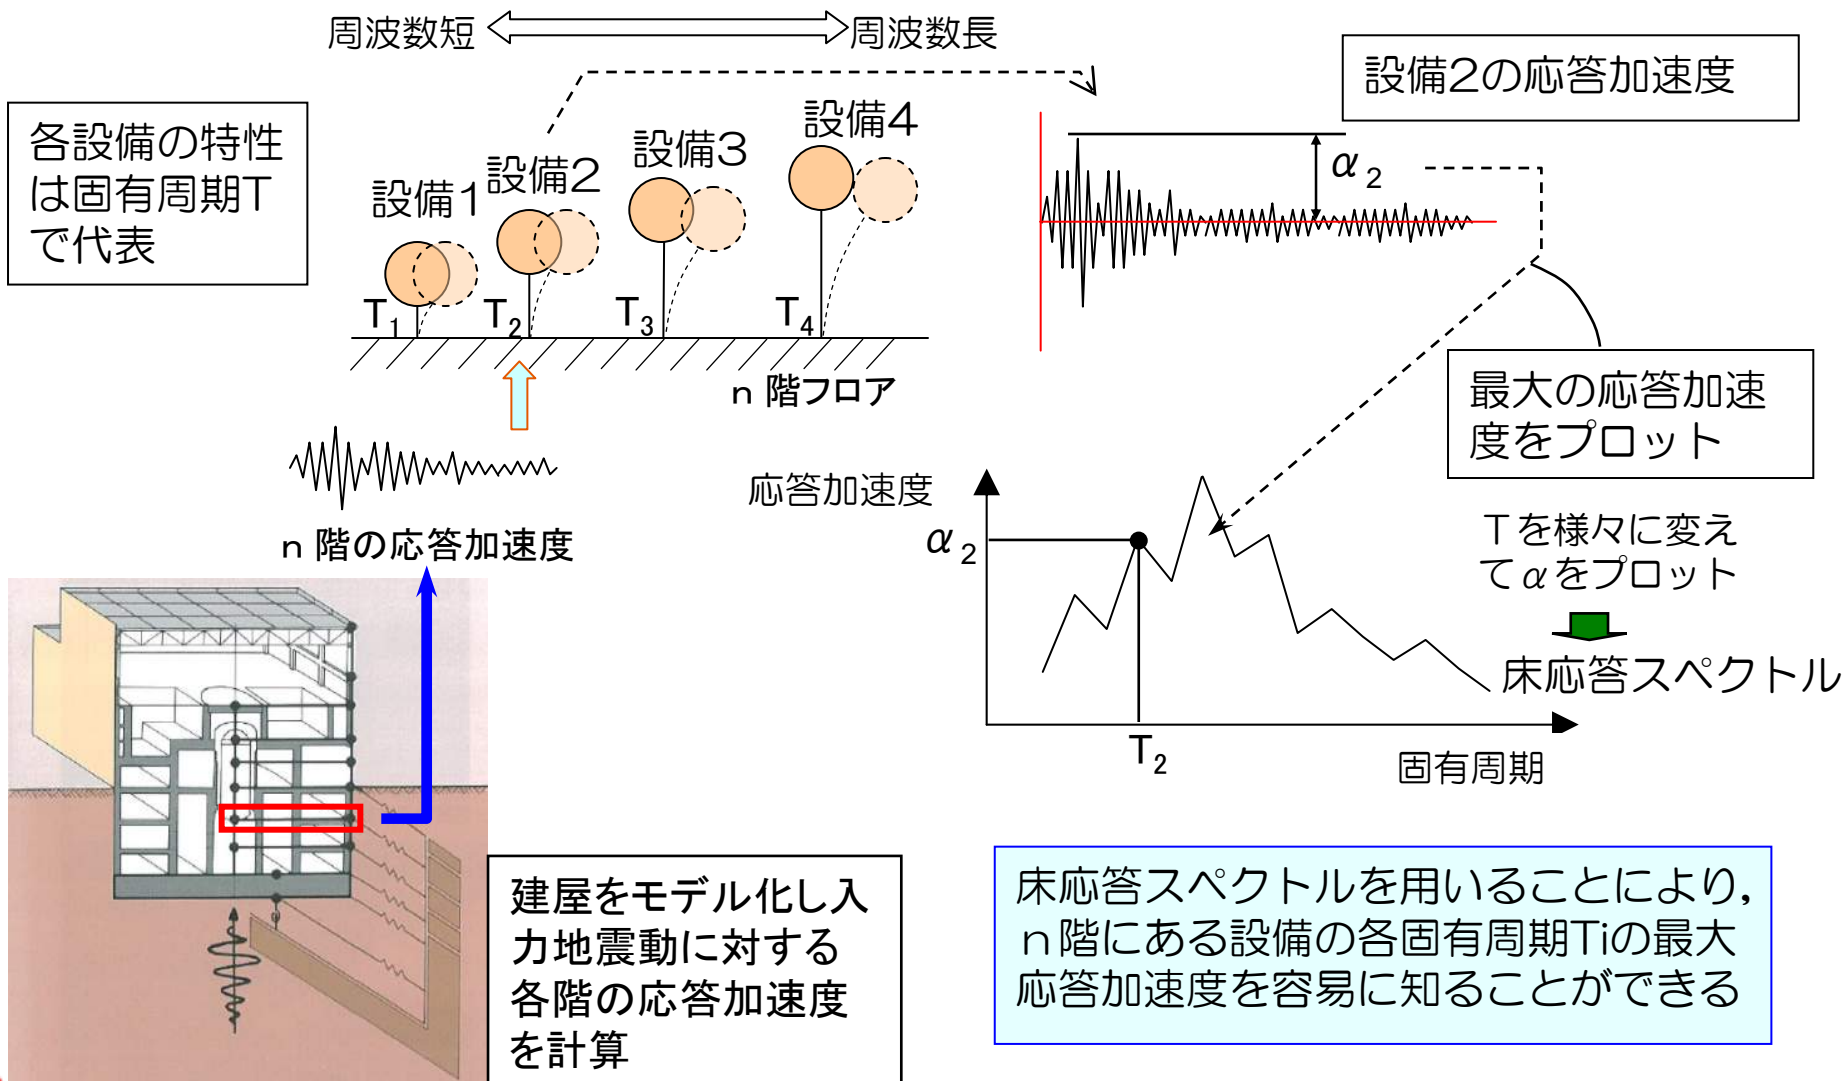 周波数短
周波数長
設備2の応答加速度
各設備の特性
は固有周期T
で代表
設備1
設備2
設備3
設備4
T1
T2
T3
T4
n 階フロア
α2
最大の応答加速
度をプロット
n 階の応答加速度
応答加速度
α2
T2
固有周期
Tを様々に変え
てαをプロット
床応答スペクトル
建屋をモデル化し入
力地震動に対する
各階の応答加速度
を計算
床応答スペクトルを用いることにより,
n階にある設備の各固有周期Tiの最大
応答加速度を容易に知ることができる